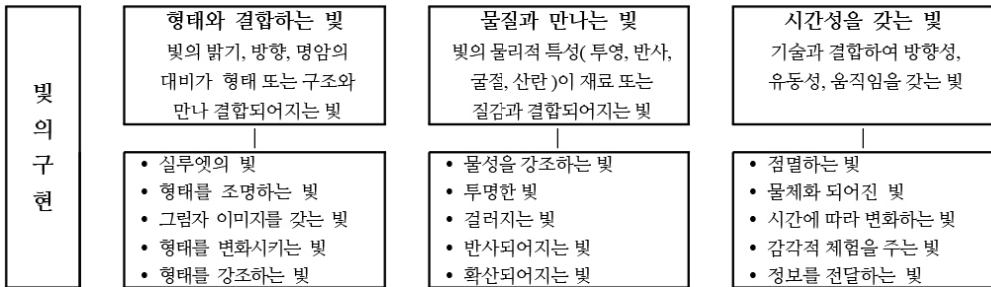 빛
의
구
현
형태와 결합하는 빛
빛의 밝기, 방향, 명암의
대비가 형태 또는 구조와
만나 결합되어지는 빛
• 실루엣의 빛
• 형태를 조명하는 빛
• 그림자 이미지를 갖는 빛
• 형태를 변화시키는 빛
• 형태를 강조하는 빛
물질과 만나는 빛
빛의 물리적 특성( 투영, 반사,
굴절, 산란 )이 재료 또는
질감과 결합되어지는 빛
• 물성을 강조하는 빛
• 투명한 빛
• 걸러지는 빛
• 반사되어지는 빛
• 확산되어지는 빛
시간성을 갖는 빛
기술과 결합하여 방향성,
유동성, 움직임을 갖는 빛
• 점멸하는 빛
• 물체화 되어진 빛
• 시간에 따라 변화하는 빛
• 감각적 체험을 주는 빛
• 정보를 전달하는 빛